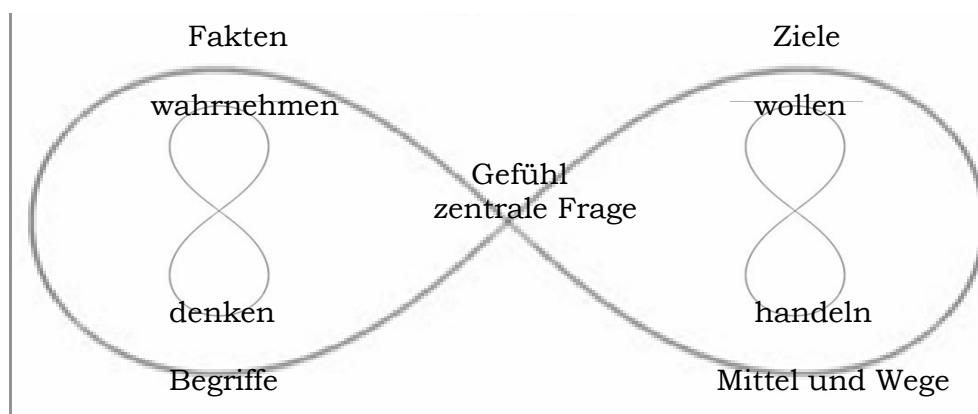 Fakten
Ziele
wahrnehmen
wollen
Gefühl
zentrale Frage
denken
handeln
Begriffe
Mittel und Wege